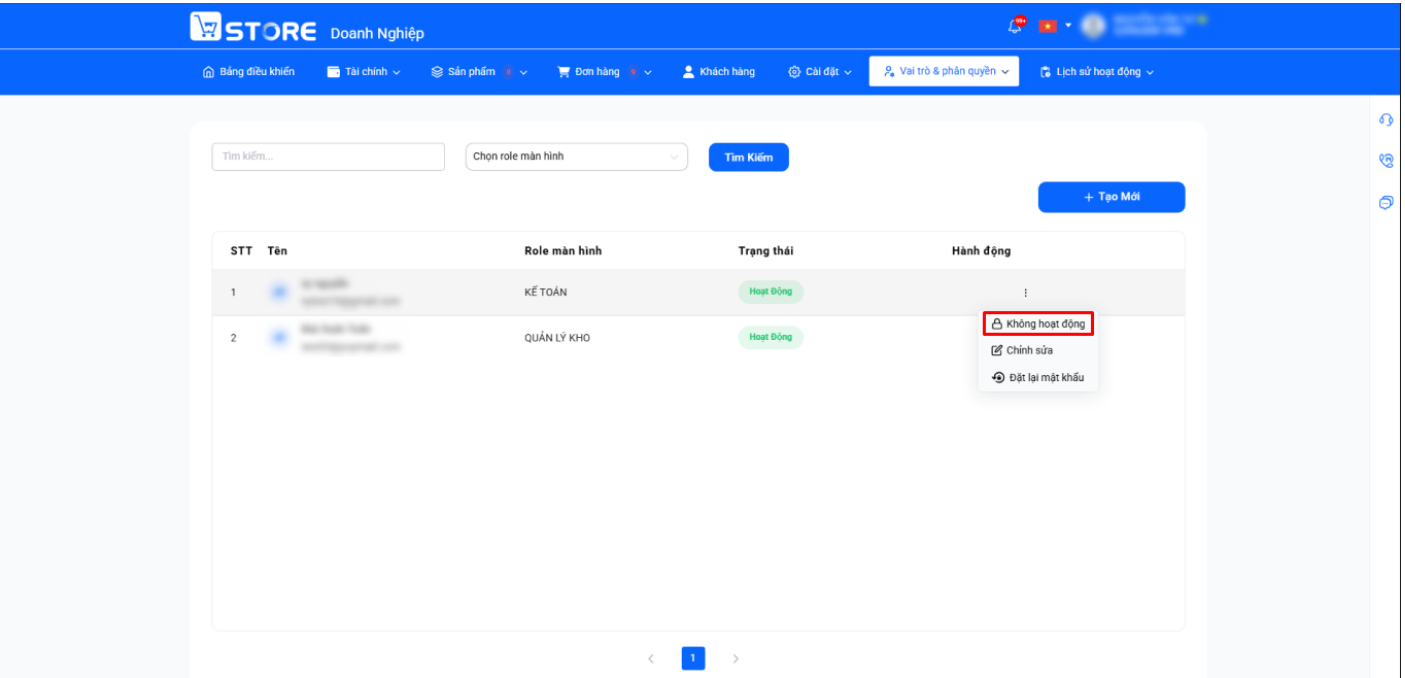 STORE Doanh Nghiệp
99+
Bảng điều khiển Tài chính Sản phẩm Đơn hàng Khách hàng Cài đặt Vai trò & phân quyền Lịch sử hoạt động
Tìm kiếm... Chọn role màn hình Tìm Kiếm
+ Tạo Mới
STT Tên Role màn hình Trạng thái Hành động
1 KẾ TOÁN Hoạt Động
Không hoạt động
2 QUẢN LÝ KHO Hoạt Động
Chỉnh sửa
Đặt lại mật khẩu
< 1 >